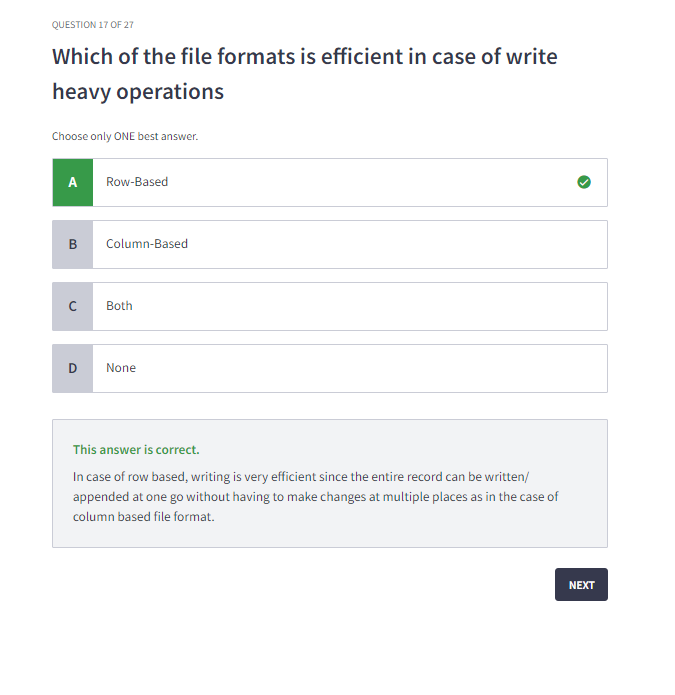 QUESTION 17 OF 27
Which of the file formats is efficient in case of write
heavy operations
Choose only ONE best answer.
A Row-Based
B Column-Based
C Both
D None
This answer is correct.
In case of row based, writing is very efficient since the entire record can be written/
appended at one go without having to make changes at multiple places as in the case of
column based file format.
NEXT